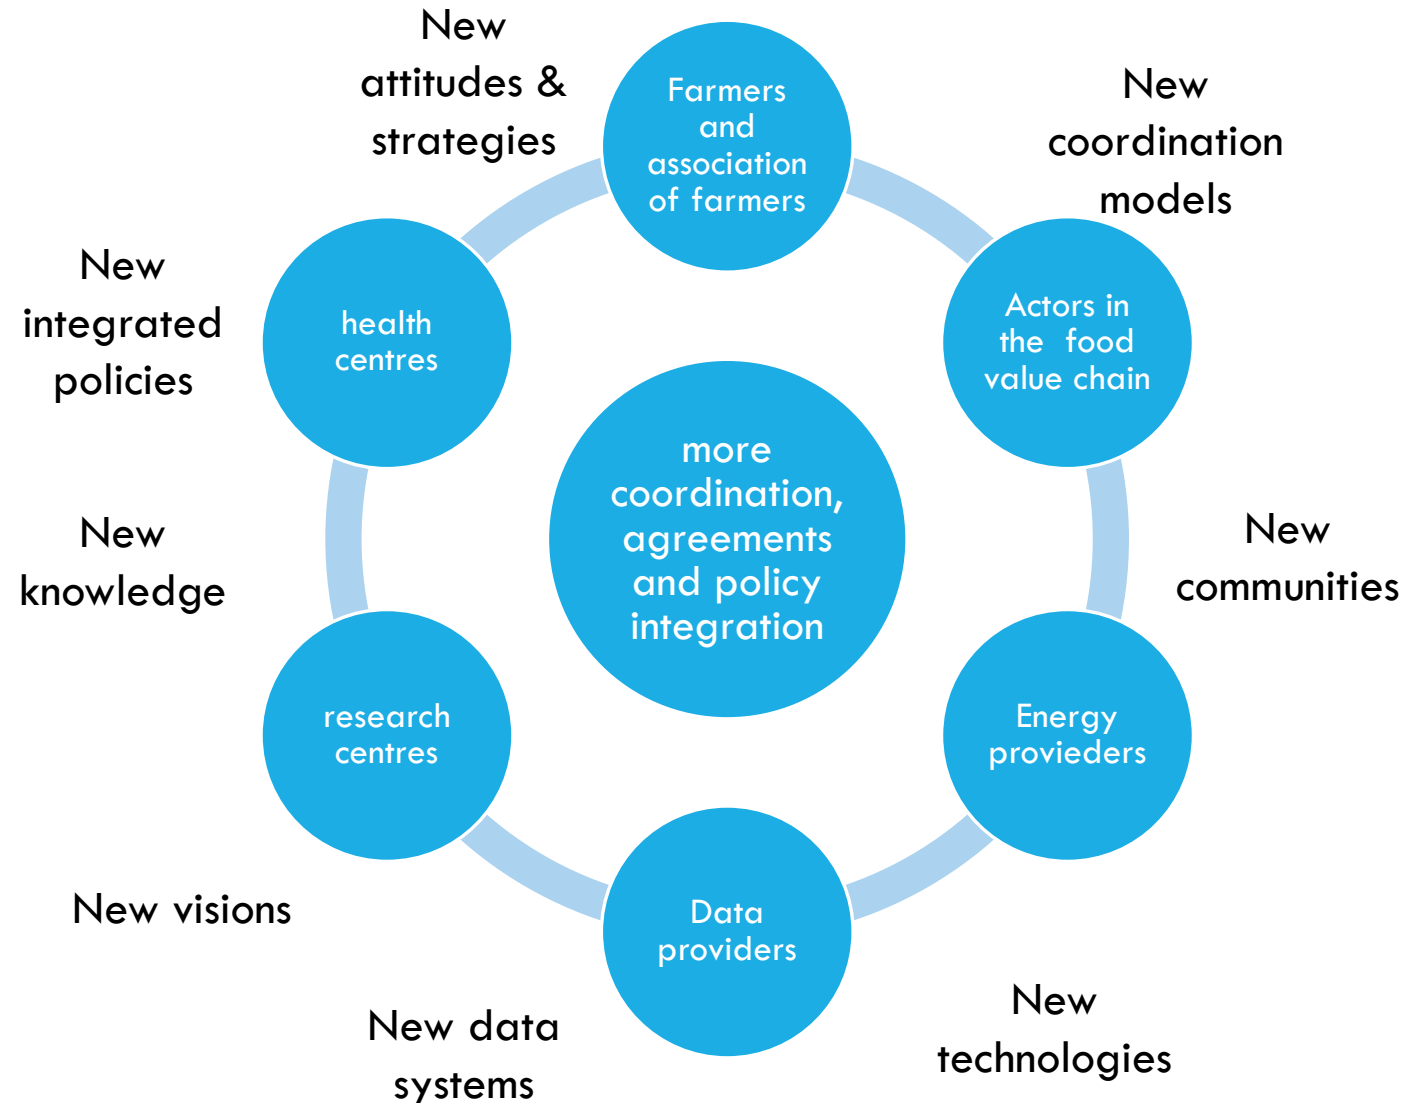 New
attitudes &
strategies
Farmers
and
association
of farmers
New
coordination
models
New
integrated
policies
health
centres
Actors in
the food
value chain
more
coordination,
agreements
and policy
integration
New
knowledge
New
communities
research
centres
Energy
provieders
New visions
Data
providers
New data
systems
New
technologies